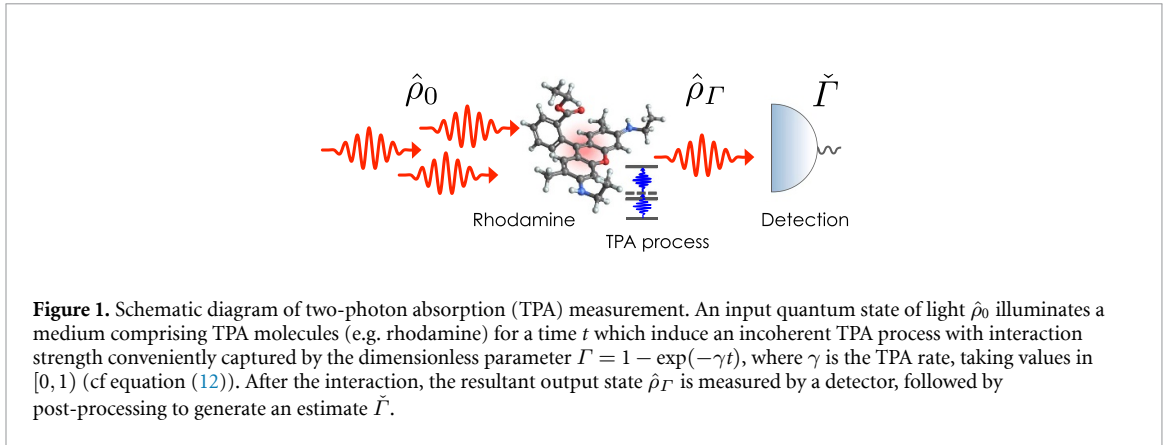 ρ̂₀
ρ̂_Γ
Γ̌
Rhodamine
TPA process
Detection
Figure 1. Schematic diagram of two-photon absorption (TPA) measurement. An input quantum state of light ρ̂₀ illuminates a
medium comprising TPA molecules (e.g. rhodamine) for a time t which induce an incoherent TPA process with interaction
strength conveniently captured by the dimensionless parameter Γ = 1 − exp(−γt), where γ is the TPA rate, taking values in
[0, 1) (cf equation (12)). After the interaction, the resultant output state ρ̂_Γ is measured by a detector, followed by
post-processing to generate an estimate Γ̌.